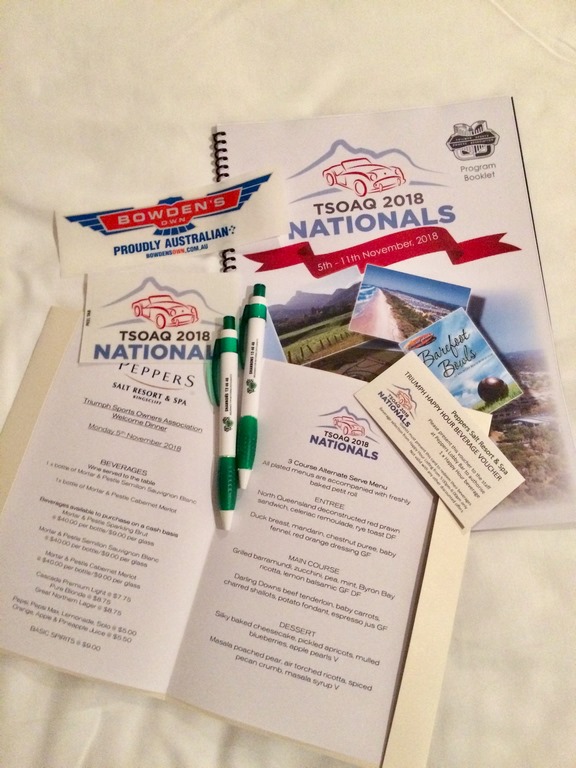 Program
Booklet
TSOAQ 2018
NATIONALS
5th - 11th November, 2018
BOWDEN'S
OWN
PROUDLY AUSTRALIAN
BOWDENSOWN.COM.AU
TSOAQ 2018
NATIONAL
Barefoot
Bowls
Peppers Salt Resort & Spa
TRIUMPH HAPPY HOUR BEVERAGE VOUCHER
Please present this voucher to the staff
PEPPERS
SALT RESORT & SPA
KINGSCLIFF
Triumph Sports Owners Association
Welcome Dinner
Monday 5th November 2018
BEVERAGES
Wine served to the table
1 x bottle of Mortar & Pestle Semillon Sauvignon Blanc
1 x bottle of Mortar & Pestle Cabernet Merlot
Beverages available to purchase on a cash basis
Mortar & Pestle Sparkling Brut
@ $40.00 per bottle/$9.00 per glass
Mortar & Pestle Semillon Sauvignon Blanc
@ $40.00 per bottle/$9.00 per glass
Mortar & Pestle Cabernet Merlot
@ $40.00 per bottle/$9.00 per glass
Cascade Premium Light @ $7.75
Pure Blonde @ $8.75
Great Northern Lager @ $8.75
Pepsi, Pepsi Max, Lemonade, Solo @ $5.00
Orange, Apple & Pineapple Juice @ $5.50
BASIC SPIRITS @ $9.00
TSOAQ 2018
NATIONALS
3 Course Alternate Serve Menu
All plated menus are accompanied with freshly
baked petit roll
ENTREE
North Queensland deconstructed red prawn
sandwich, celeriac remoulade, rye toast DF
Duck breast, mandarin, chestnut puree, baby
fennel, red orange dressing GF
MAIN COURSE
Grilled barramundi, zucchini, pea, mint, Byron Bay
ricotta, lemon balsamic GF DF
Darling Downs beef tenderloin, baby carrots,
charred shallots, potato fondant, espresso jus GF
DESSERT
Silky baked cheesecake, pickled apricots, mulled
blueberries, apple pearls V
Masala poached pear, air torched ricotta, spiced
pecan crumb, masala syrup V